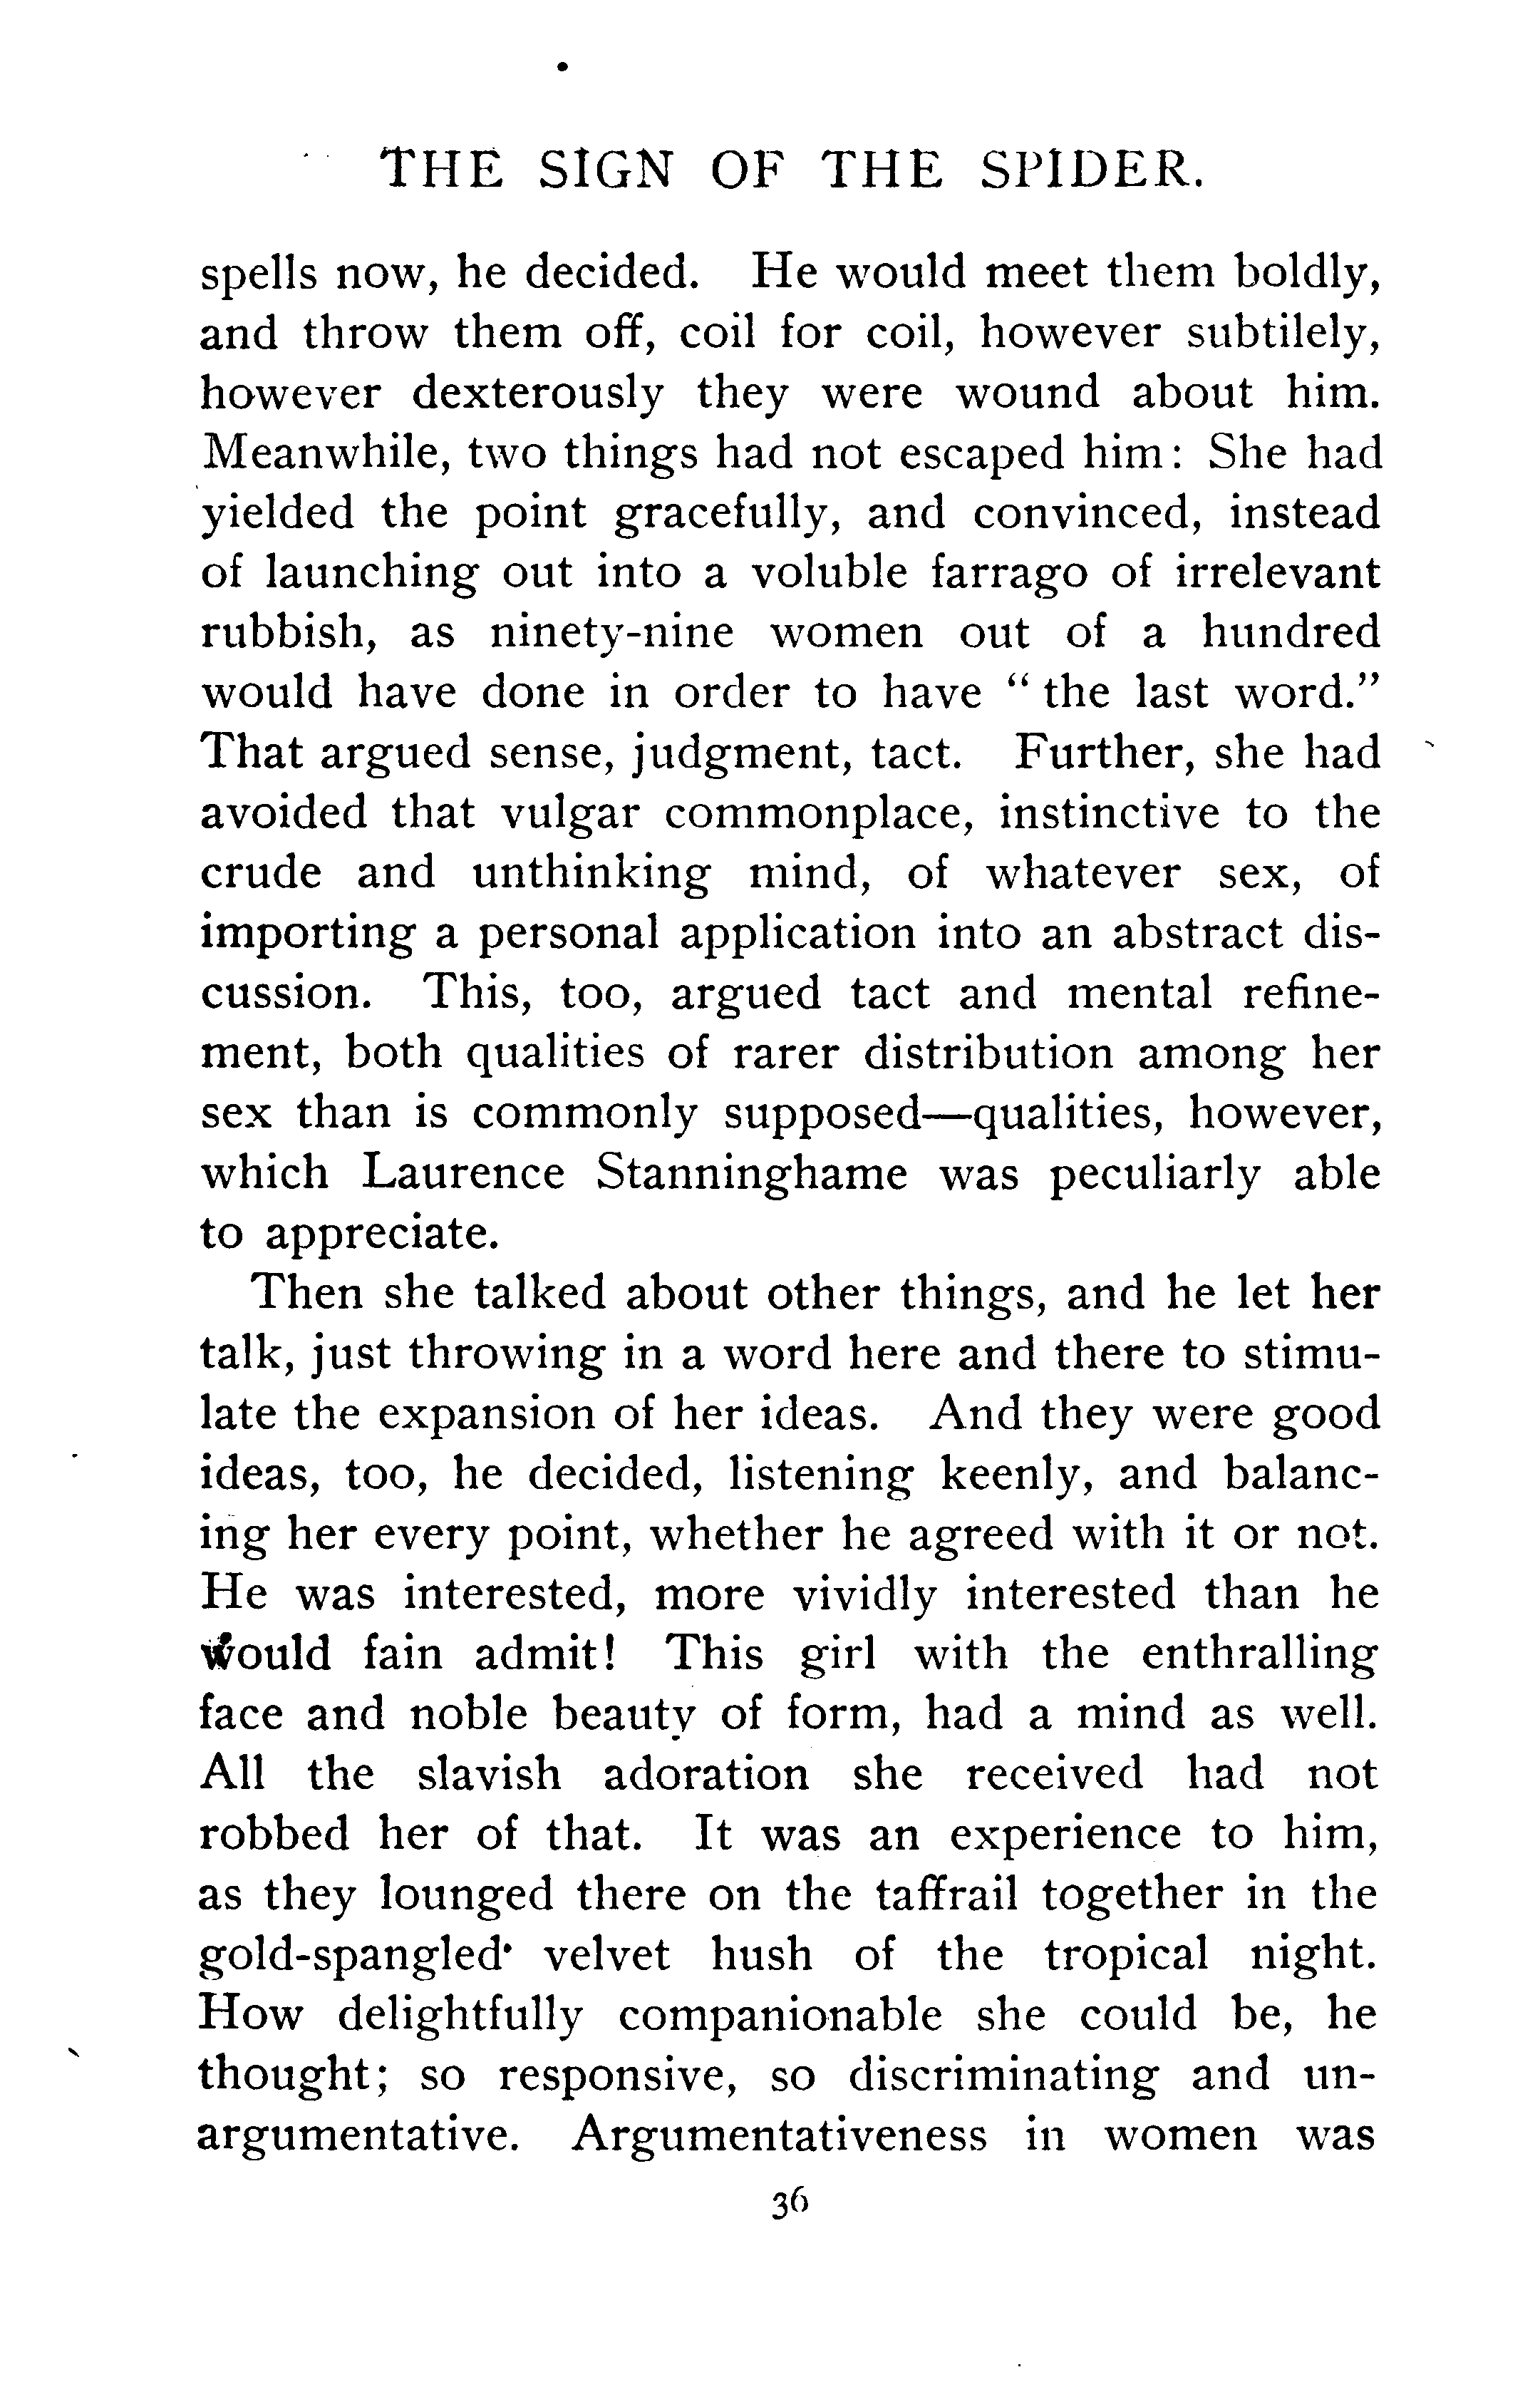 THE SIGN OF THE SPIDER.
spells now, he decided. He would meet them boldly,
and throw them off, coil for coil, however subtilely,
however dexterously they were wound about him.
Meanwhile, two things had not escaped him: She had
yielded the point gracefully, and convinced, instead
of launching out into a voluble farrago of irrelevant
rubbish, as ninety-nine women out of a hundred
would have done in order to have "the last word."
That argued sense, judgment, tact. Further, she had
avoided that vulgar commonplace, instinctive to the
crude and unthinking mind, of whatever sex, of
importing a personal application into an abstract dis-
cussion. This, too, argued tact and mental refine-
ment, both qualities of rarer distribution among her
sex than is commonly supposed—qualities, however,
which Laurence Stanninghame was peculiarly able
to appreciate.
Then she talked about other things, and he let her
talk, just throwing in a word here and there to stimu-
late the expansion of her ideas. And they were good
ideas, too, he decided, listening keenly, and balanc-
ing her every point, whether he agreed with it or not.
He was interested, more vividly interested than he
would fain admit! This girl with the enthralling
face and noble beauty of form, had a mind as well.
All the slavish adoration she received had not
robbed her of that. It was an experience to him,
as they lounged there on the taffrail together in the
gold-spangled velvet hush of the tropical night.
How delightfully companionable she could be, he
thought; so responsive, so discriminating and un-
argumentative. Argumentativeness in women was
36